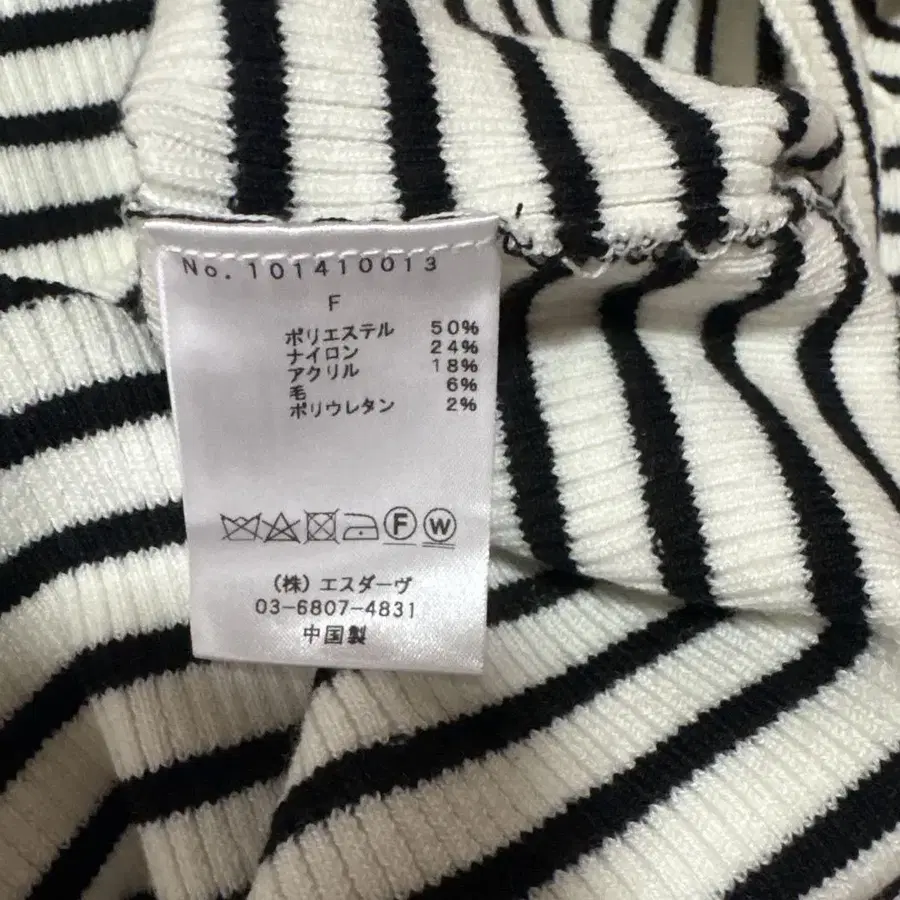 No. 101410013
F
ポリエステル 50%
ナイロン 24%
アクリル 18%
毛 6%
ポリウレタン 2%
F W
(株) エスダーヴ
03-6807-4831
中国製